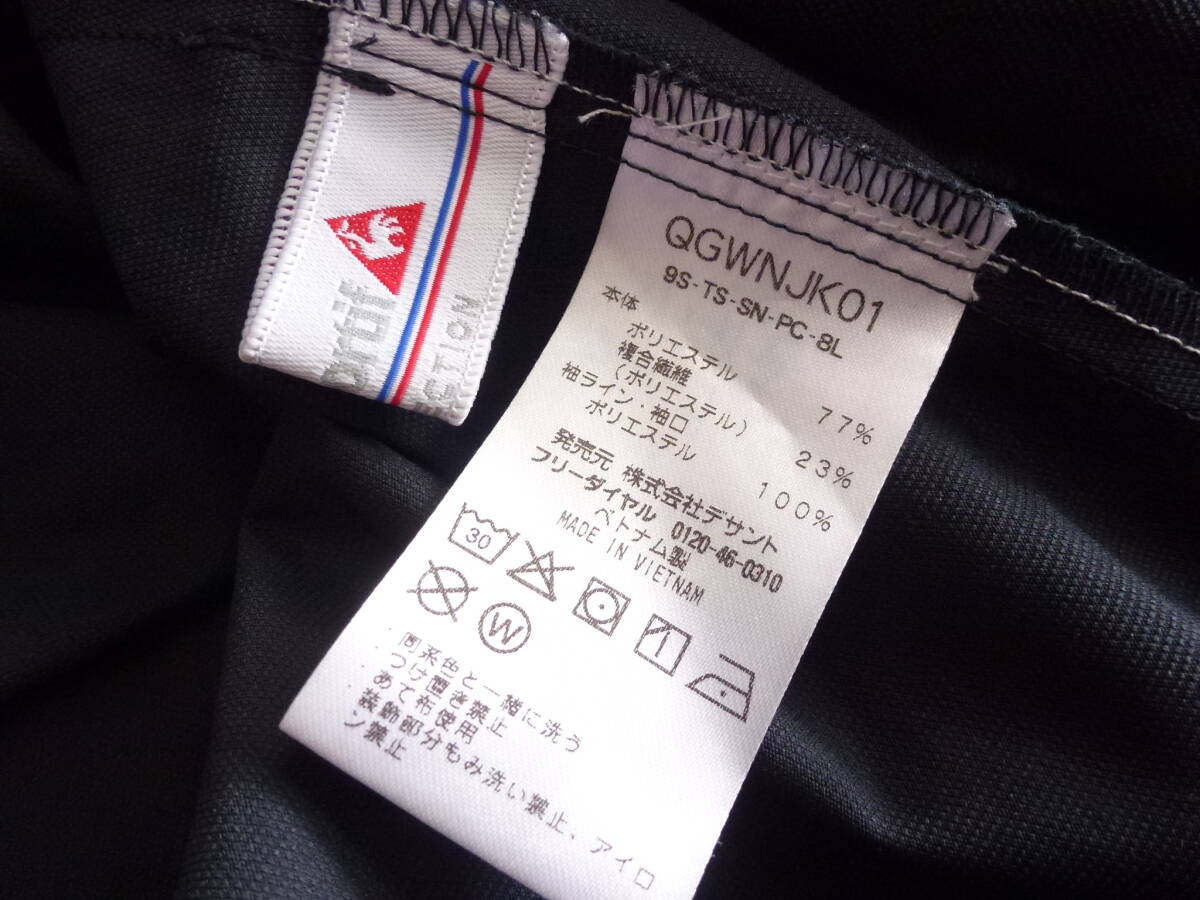 QGWNJK01
9S-TS-SN-PC-8L
本体
ポリエステル 77%
複合繊維
(ポリエステル) 23%
袖ライン・袖口
ポリエステル 100%
発売元 株式会社デサント
フリーダイヤル 0120-46-0310
ベトナム製
MADE IN VIETNAM
30
W
・同系色と一緒に洗う
・つけ置き禁止
・あて布使用
・装飾部分もみ洗い禁止、アイロ
ン禁止